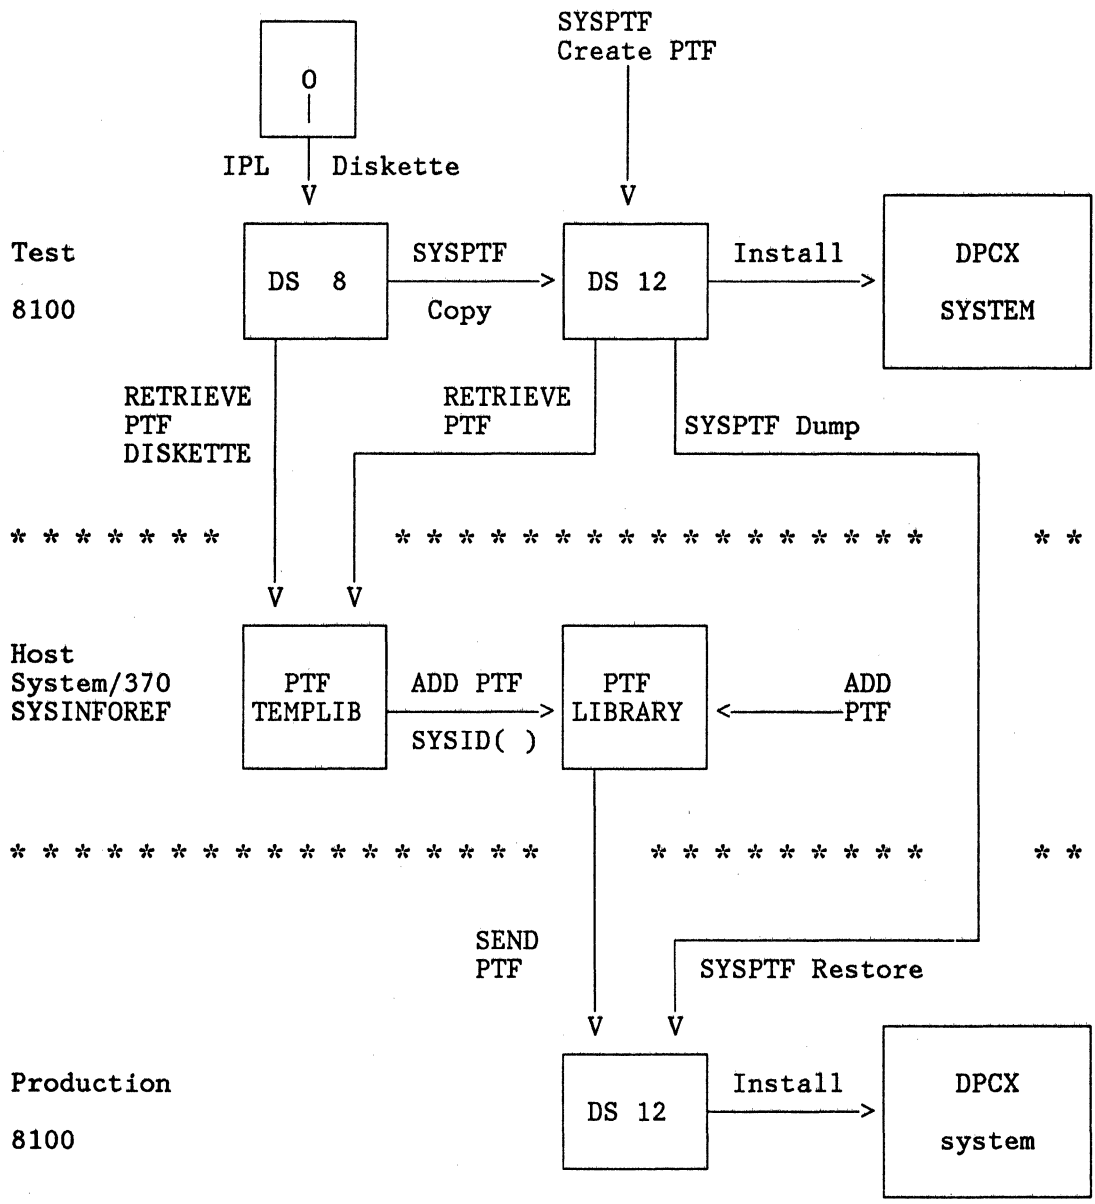 SYSPTF
Create PTF
O
IPL Diskette
Test
8100
DS 8
SYSPTF
Copy
DS 12
Install
DPCX
SYSTEM
RETRIEVE
PTF
DISKETTE
RETRIEVE
PTF
SYSPTF Dump
* * * * * * * * * * * * * * * * * * * * * * * * * *
Host
System/370
SYSINFOREF
PTF
TEMPLIB
ADD PTF
SYSID( )
PTF
LIBRARY
ADD
PTF
* * * * * * * * * * * * * * * * * * * * * * * * * * * * *
SEND
PTF
SYSPTF Restore
Production
8100
DS 12
Install
DPCX
system